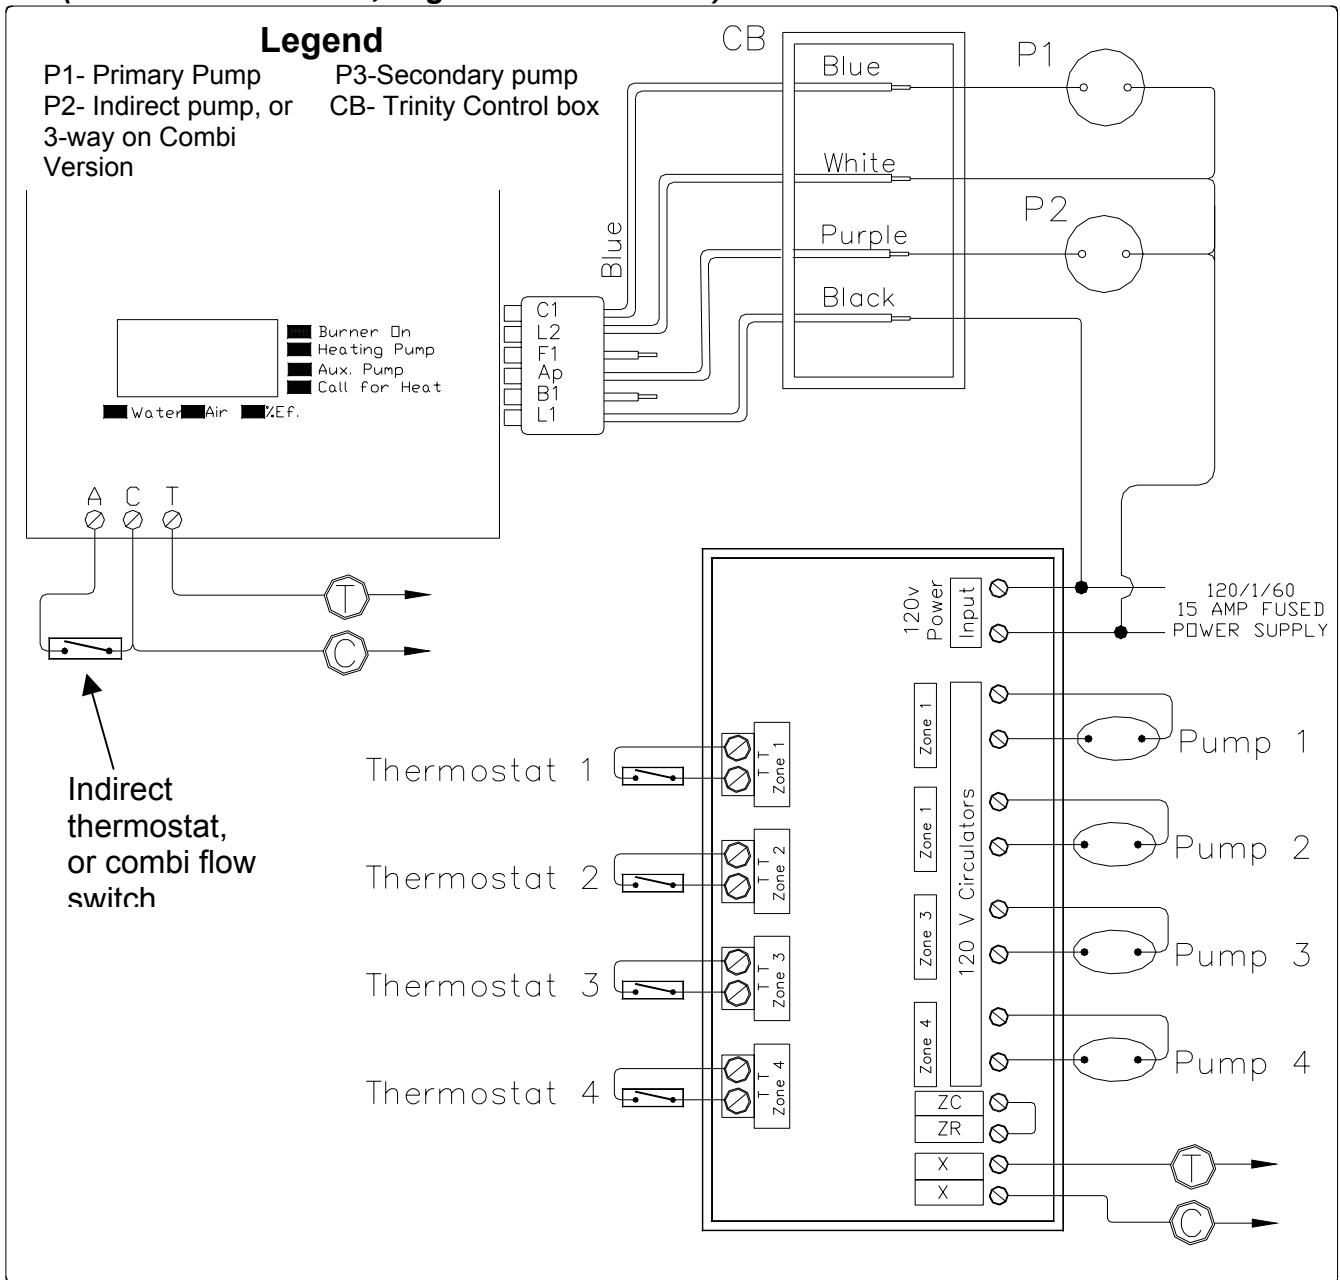 Legend
P1- Primary Pump
P3-Secondary pump
P2- Indirect pump, or
CB- Trinity Control box
3-way on Combi
Version
CB
P1
Blue
White
P2
Purple
Black
Blue
C1
L2
F1
Ap
B1
L1
Burner On
Heating Pump
Aux. Pump
Call for Heat
Water
Air
%Ef.
A C T
T
C
Indirect
thermostat,
or combi flow
switch
120v
Power
Input
120/1/60
15 AMP FUSED
POWER SUPPLY
Thermostat 1
T T
Zone 1
Thermostat 2
T T
Zone 2
Thermostat 3
T T
Zone 3
Thermostat 4
T T
Zone 4
120 V Circulators
Zone 1
Pump 1
Zone 1
Pump 2
Zone 3
Pump 3
Zone 4
Pump 4
ZC
ZR
X
X
T
C